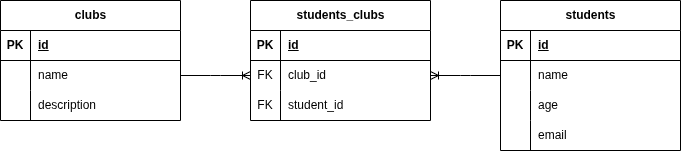 clubs
PK id
name
description
students_clubs
PK id
FK club_id
FK student_id
students
PK id
name
age
email